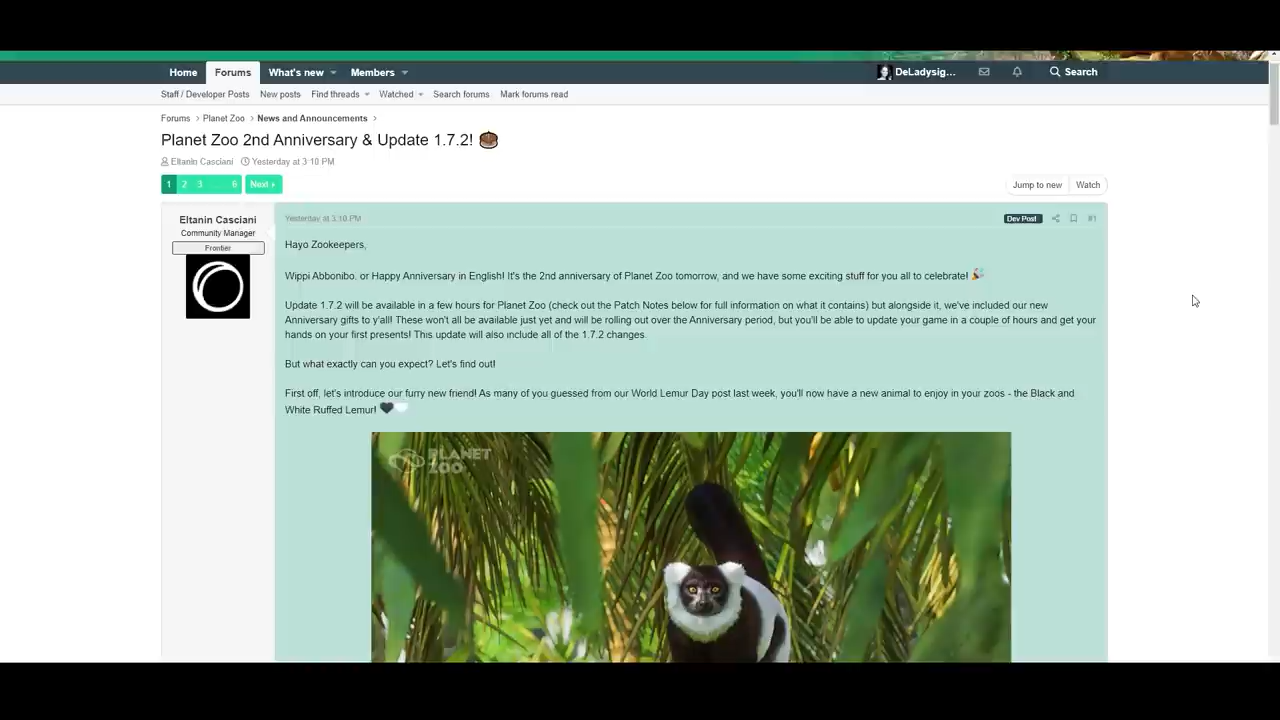 Home Forums What's new Members DeLadysig... Search
Staff / Developer Posts New posts Find threads Watched Search forums Mark forums read
Forums > Planet Zoo > News and Announcements >
Planet Zoo 2nd Anniversary & Update 1.7.2!
Eltanin Casciani Yesterday at 3:10 PM
1 2 3 ... 6 Next
Jump to new Watch
Eltanin Casciani
Community Manager
Frontier
Yesterday at 3:10 PM Dev Post #1
Hayo Zookeepers,
Wippi Abbonibo. or Happy Anniversary in English! It's the 2nd anniversary of Planet Zoo tomorrow, and we have some exciting stuff for you all to celebrate!
Update 1.7.2 will be available in a few hours for Planet Zoo (check out the Patch Notes below for full information on what it contains) but alongside it, we've included our new
Anniversary gifts to y'all! These won't all be available just yet and will be rolling out over the Anniversary period, but you'll be able to update your game in a couple of hours and get your
hands on your first presents! This update will also include all of the 1.7.2 changes.
But what exactly can you expect? Let's find out!
First off, let's introduce our furry new friend! As many of you guessed from our World Lemur Day post last week, you'll now have a new animal to enjoy in your zoos - the Black and
White Ruffed Lemur!
PLANET
ZOO